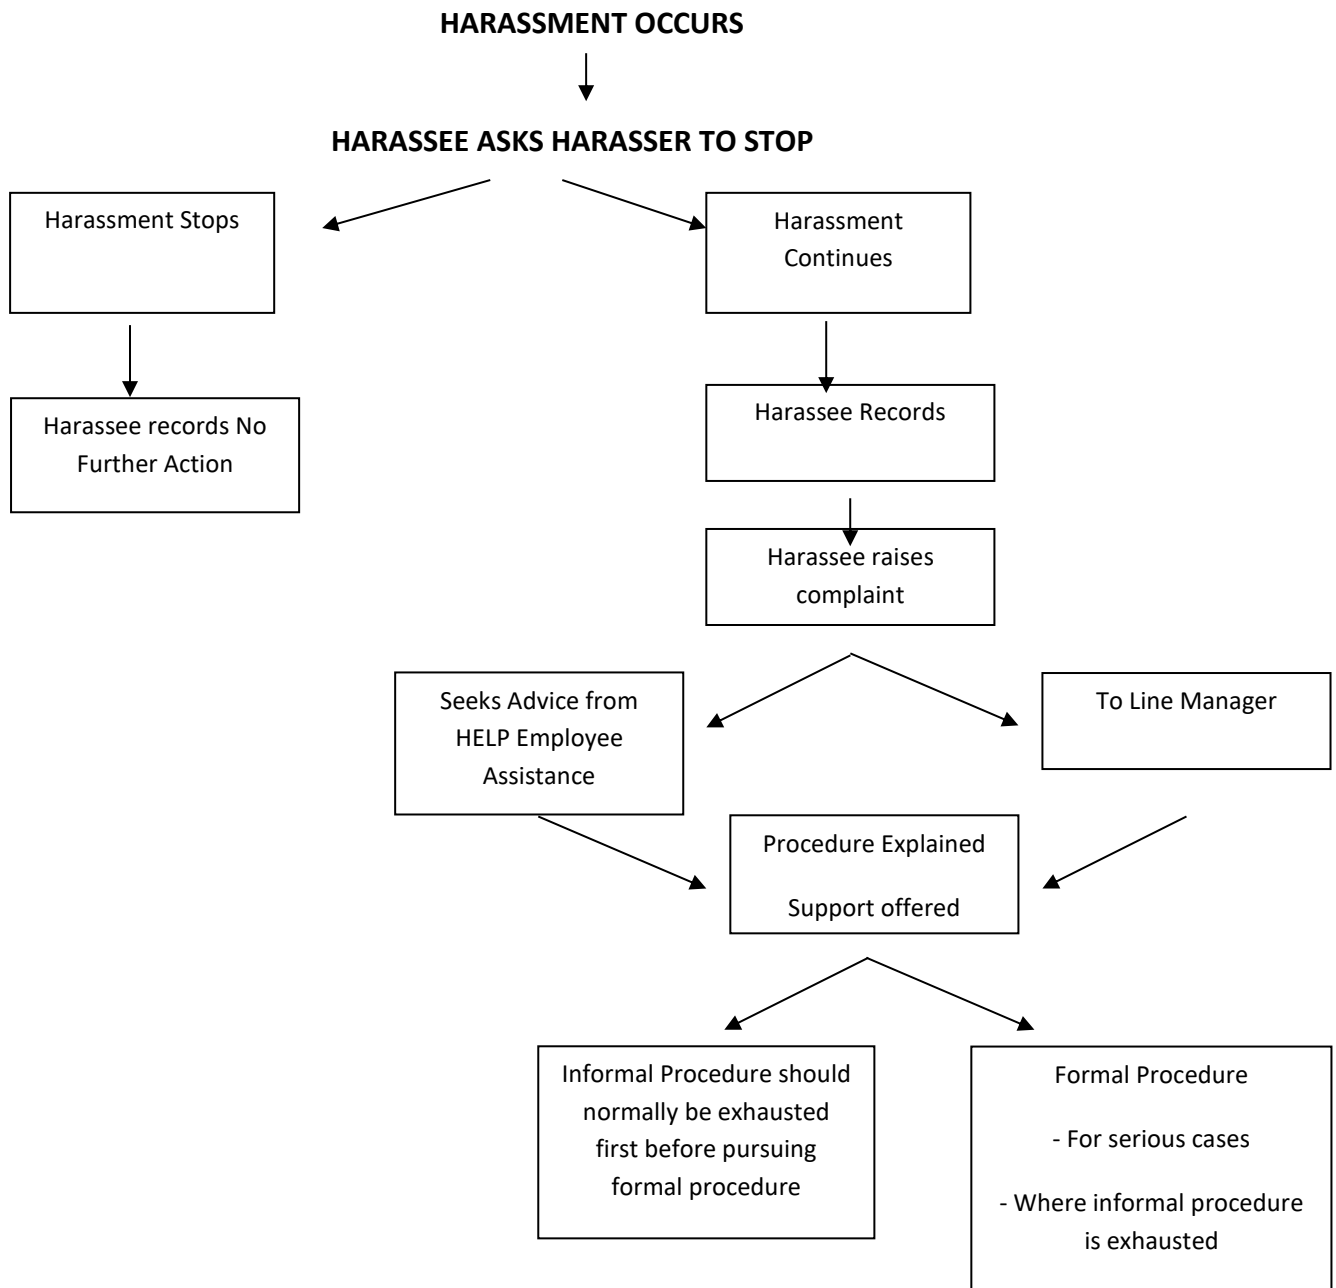 HARASSMENT OCCURS
HARASSEE ASKS HARASSER TO STOP
Harassment Stops
Harassment
Continues
Harassee records No
Further Action
Harassee Records
Harassee raises
complaint
Seeks Advice from
HELP Employee
Assistance
To Line Manager
Procedure Explained
Support offered
Informal Procedure should
normally be exhausted
first before pursuing
formal procedure
Formal Procedure
- For serious cases
- Where informal procedure
is exhausted